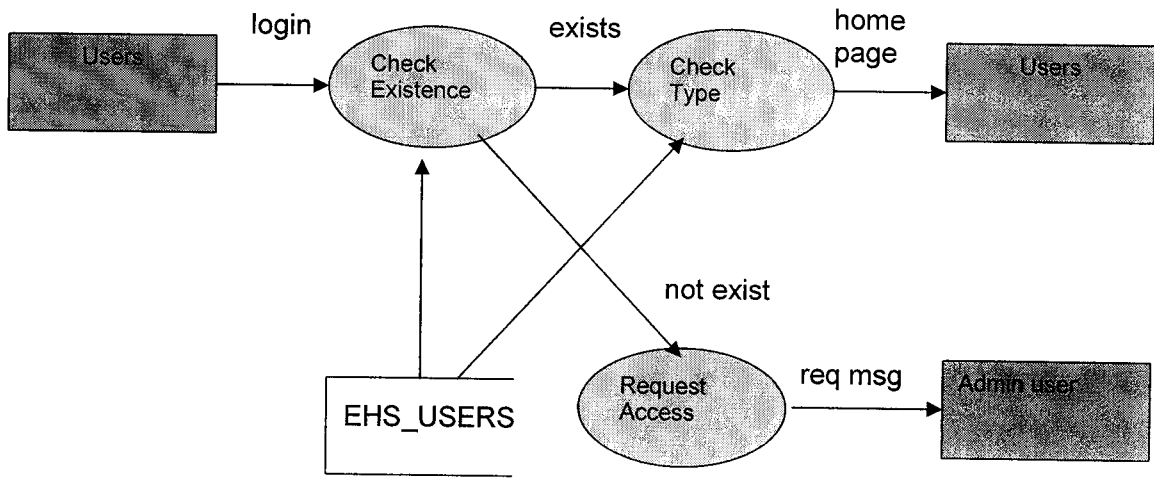 login
exists
home
page
Users
Check
Existence
Check
Type
Users
not exist
EHS_USERS
Request
Access
req msg
Admin user